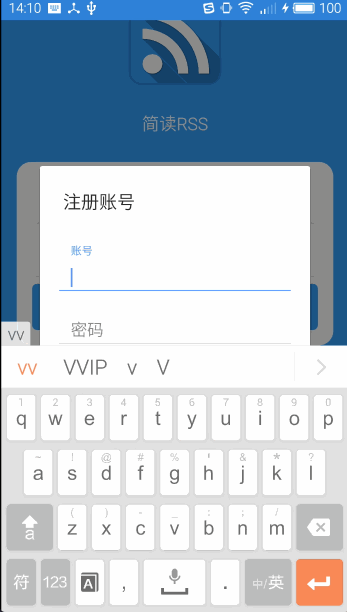 14:10 100
简读RSS
注册账号
账号
密码
VV
vv VVIP v V
1 2 3 4 5 6 7 8 9 0
q w e r t y u i o p
~ ! @ # % ' & * ?
a s d f g h j k l
( ) - _ : ; /
a z x c v b n m
符 123 A , . 中/英